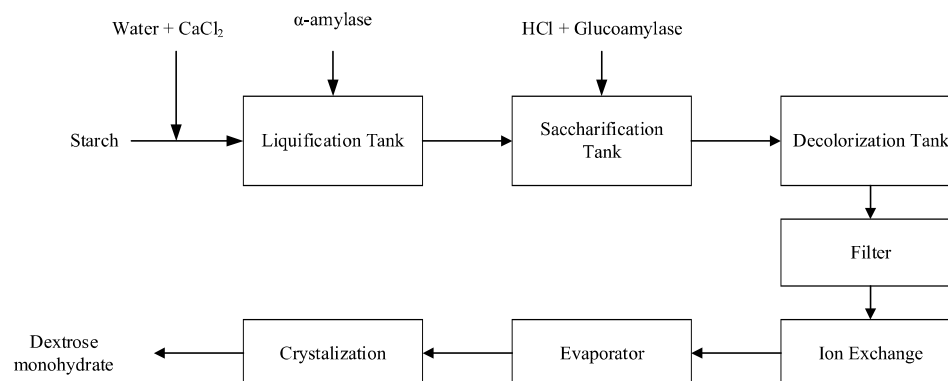 Water + CaCl₂
α-amylase
HCl + Glucoamylase
Starch
Liquification Tank
Saccharification
Tank
Decolorization Tank
Filter
Dextrose
monohydrate
Crystalization
Evaporator
Ion Exchange